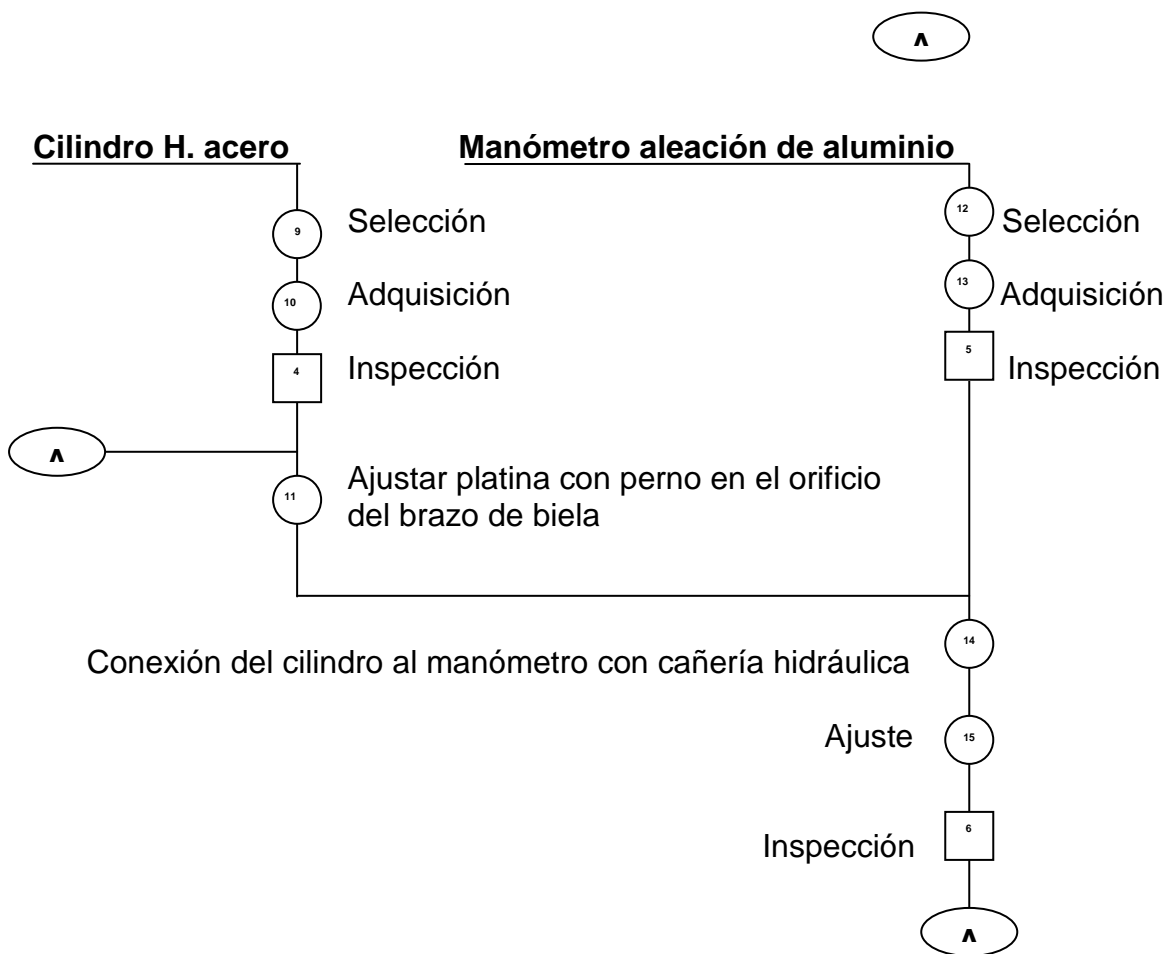 ʌ
Cilindro H. acero
Manómetro aleación de aluminio
9
Selección
12
Selección
10
Adquisición
13
Adquisición
4
Inspección
5
Inspección
ʌ
11
Ajustar platina con perno en el orificio
del brazo de biela
14
Conexión del cilindro al manómetro con cañería hidráulica
Ajuste
15
Inspección
6
ʌ